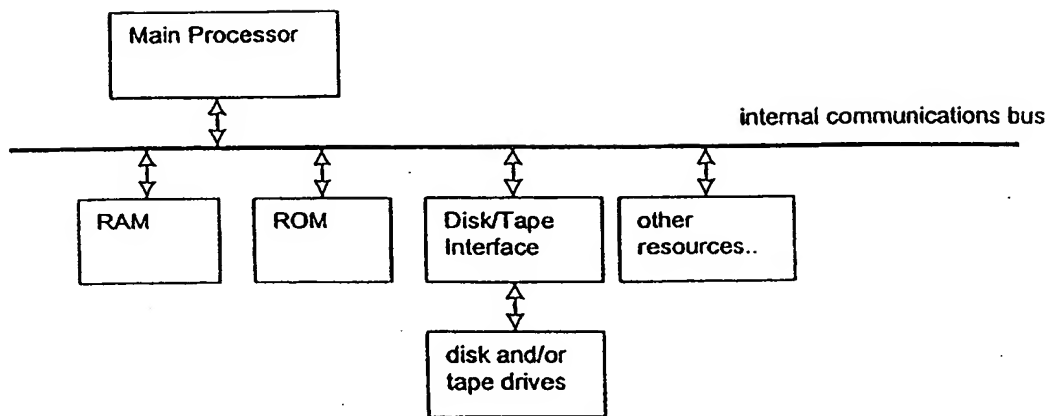 Main Processor
internal communications bus
RAM
ROM
Disk/Tape
Interface
other
resources..
disk and/or
tape drives